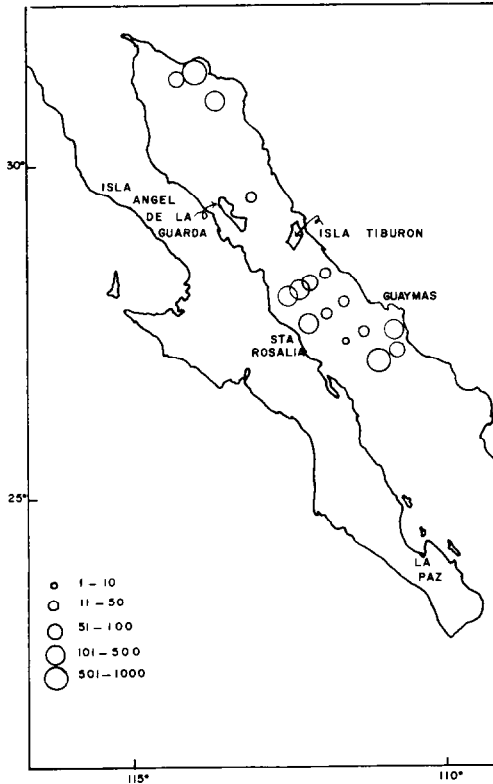 30°
ISLA
ANGEL
DE LA
GUARDA
ISLA TIBURON
GUAYMAS
STA
ROSALIA
25°
LA
PAZ
1-10
11-50
51-100
101-500
501-1000
115°
110°